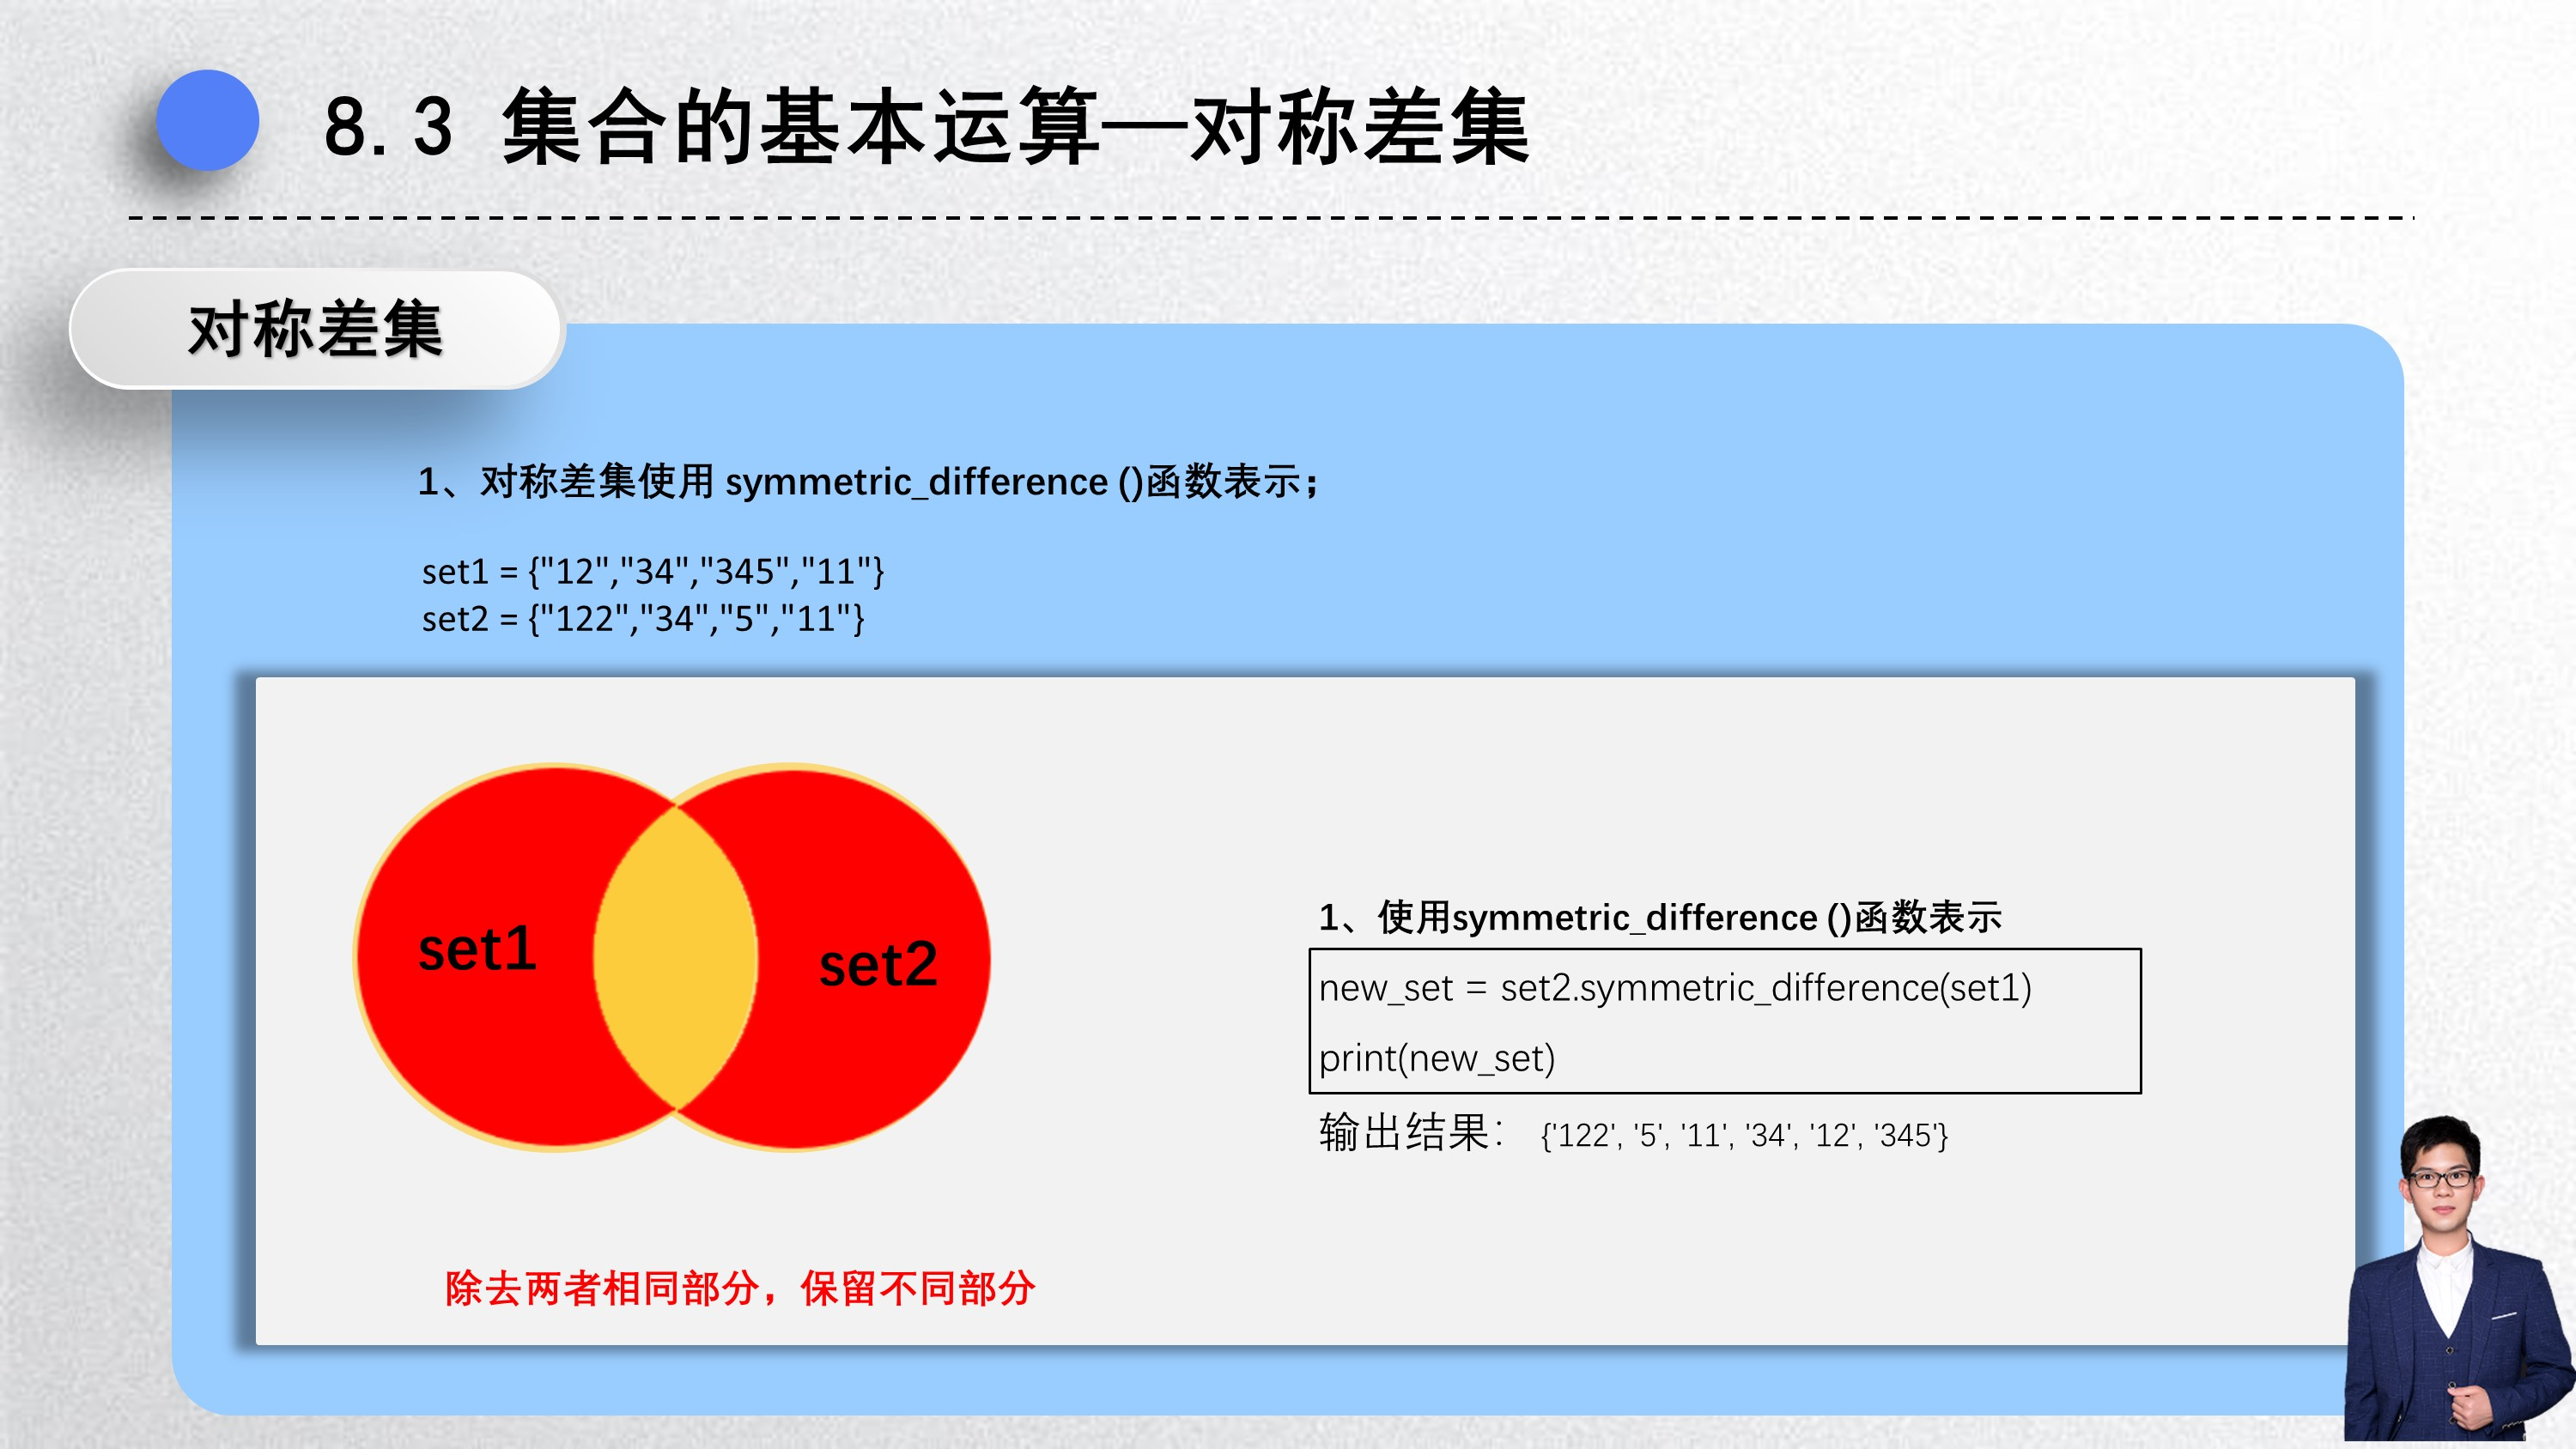 8.3 集合的基本运算—对称差集
对称差集
1、对称差集使用 symmetric_difference ()函数表示；
set1 = {"12","34","345","11"}
set2 = {"122","34","5","11"}
set1
set2
除去两者相同部分，保留不同部分
1、使用symmetric_difference ()函数表示
new_set = set2.symmetric_difference(set1)
print(new_set)
输出结果： {'122', '5', '11', '34', '12', '345'}